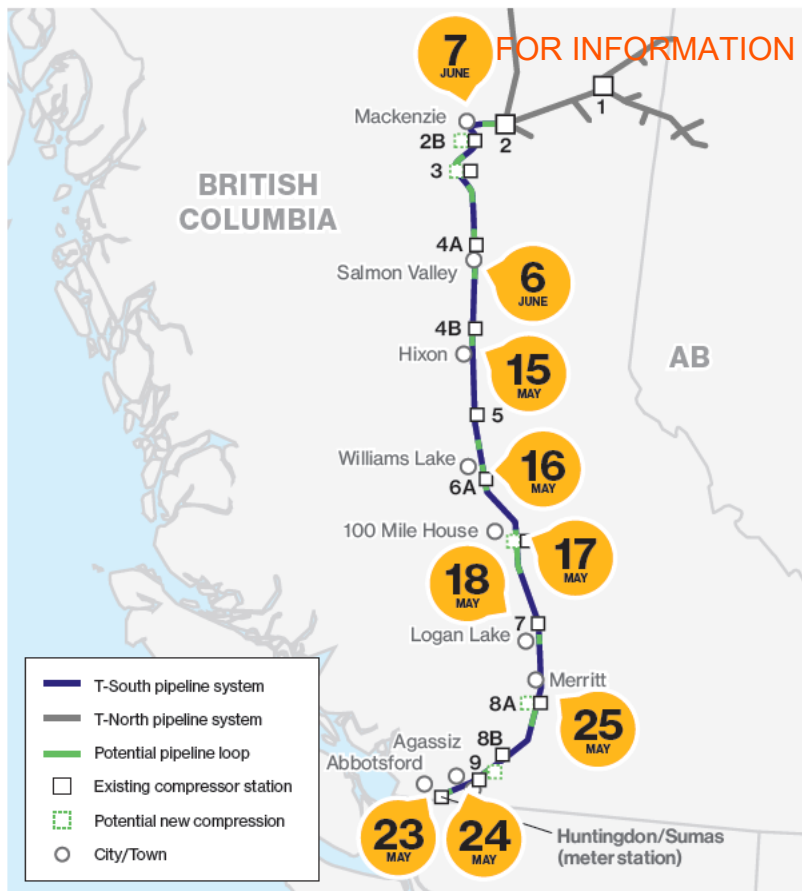 FOR INFORMATION
7
JUNE
Mackenzie
1
2
2B
3
BRITISH
COLUMBIA
4A
Salmon Valley
6
JUNE
4B
Hixon
AB
15
MAY
5
Williams Lake
16
MAY
6A
100 Mile House
17
MAY
18
MAY
7
Logan Lake
Merritt
8A
25
MAY
8B
Agassiz
9
Abbotsford
23
MAY
24
MAY
Huntingdon/Sumas
(meter station)
T-South pipeline system
T-North pipeline system
Potential pipeline loop
Existing compressor station
Potential new compression
City/Town